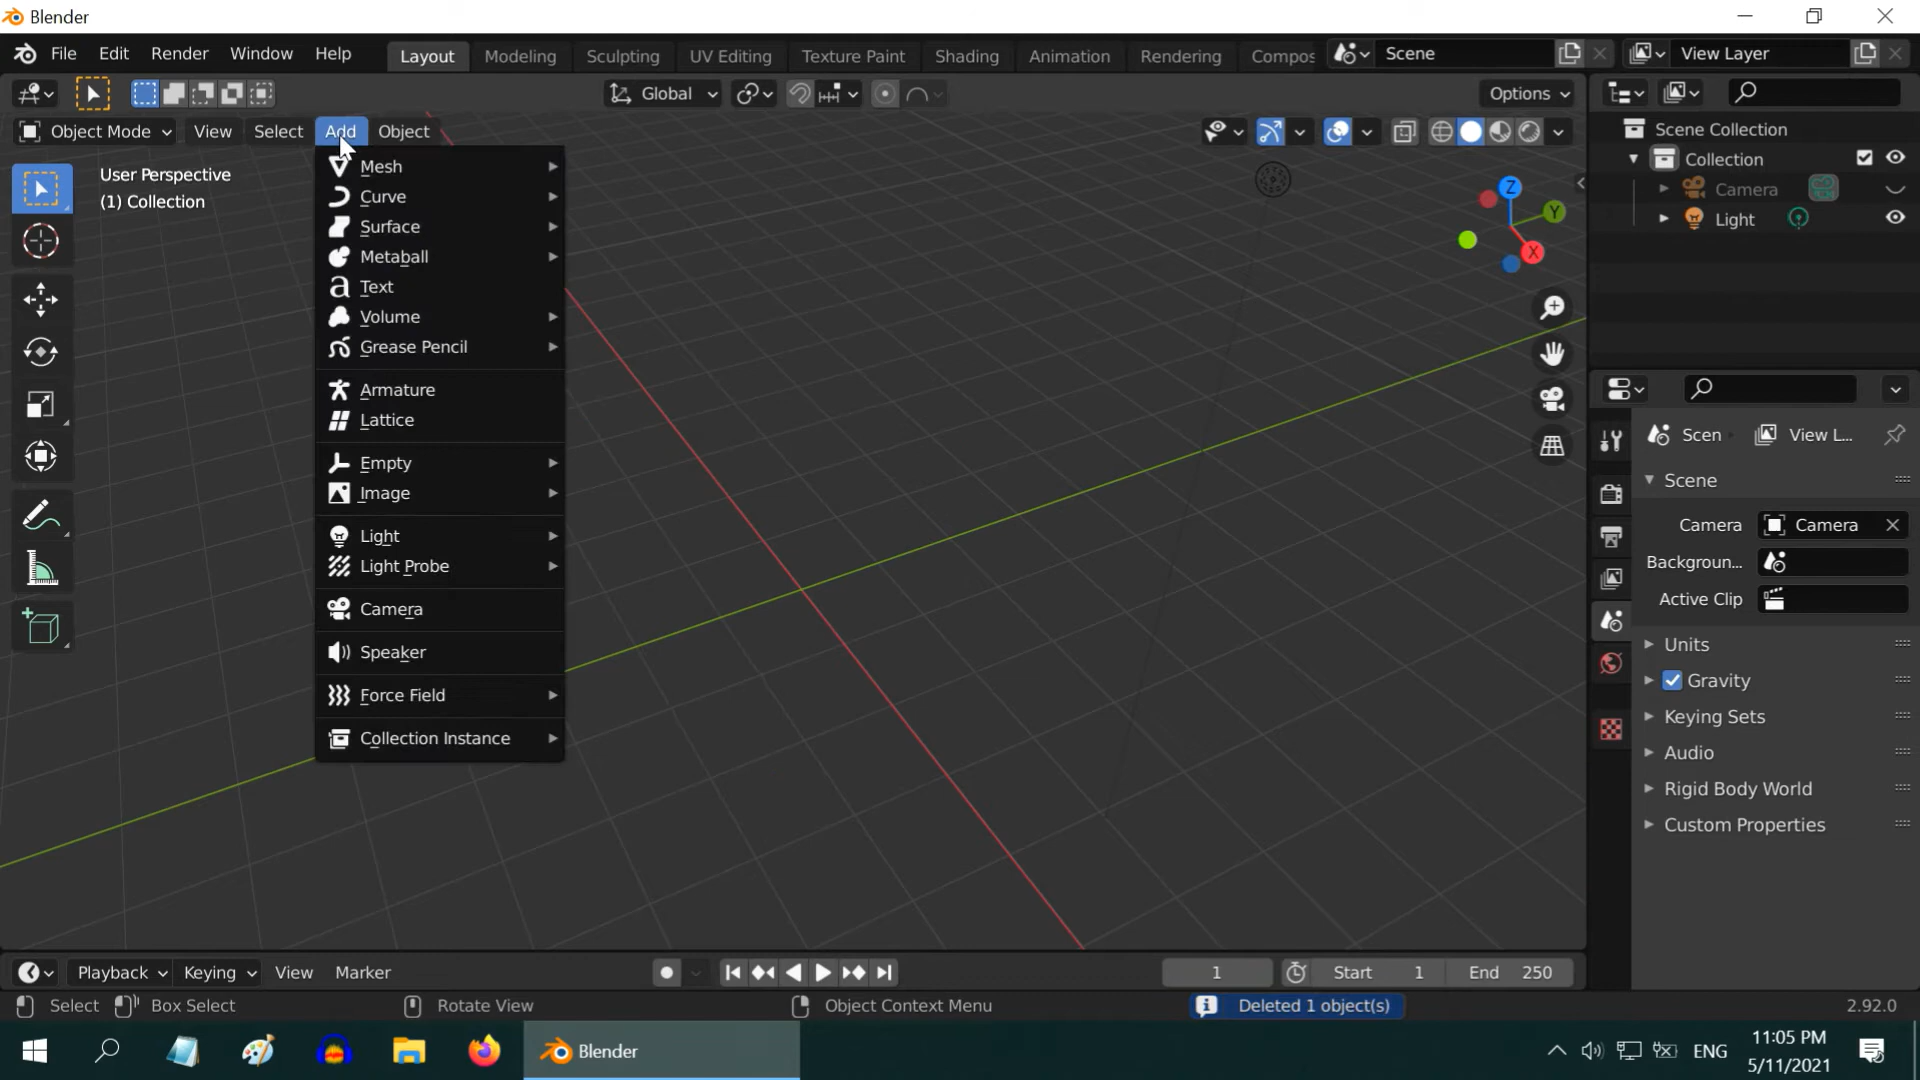 Blender
File Edit Render Window Help Layout Modeling Sculpting UV Editing Texture Paint Shading Animation Rendering Compos Scene View Layer
Global Options
Object Mode View Select Add Object
User Perspective
(1) Collection
Mesh
Curve
Surface
Metaball
Text
Volume
Grease Pencil
Armature
Lattice
Empty
Image
Light
Light Probe
Camera
Speaker
Force Field
Collection Instance
Z
Y
X
Scene Collection
Collection
Camera
Light
Scen View L...
Scene
Camera Camera
Backgroun...
Active Clip
Units
Gravity
Keying Sets
Audio
Rigid Body World
Custom Properties
Playback Keying View Marker 1 Start 1 End 250
Select Box Select Rotate View Object Context Menu Deleted 1 object(s) 2.92.0
Blender ENG
11:05 PM
5/11/2021